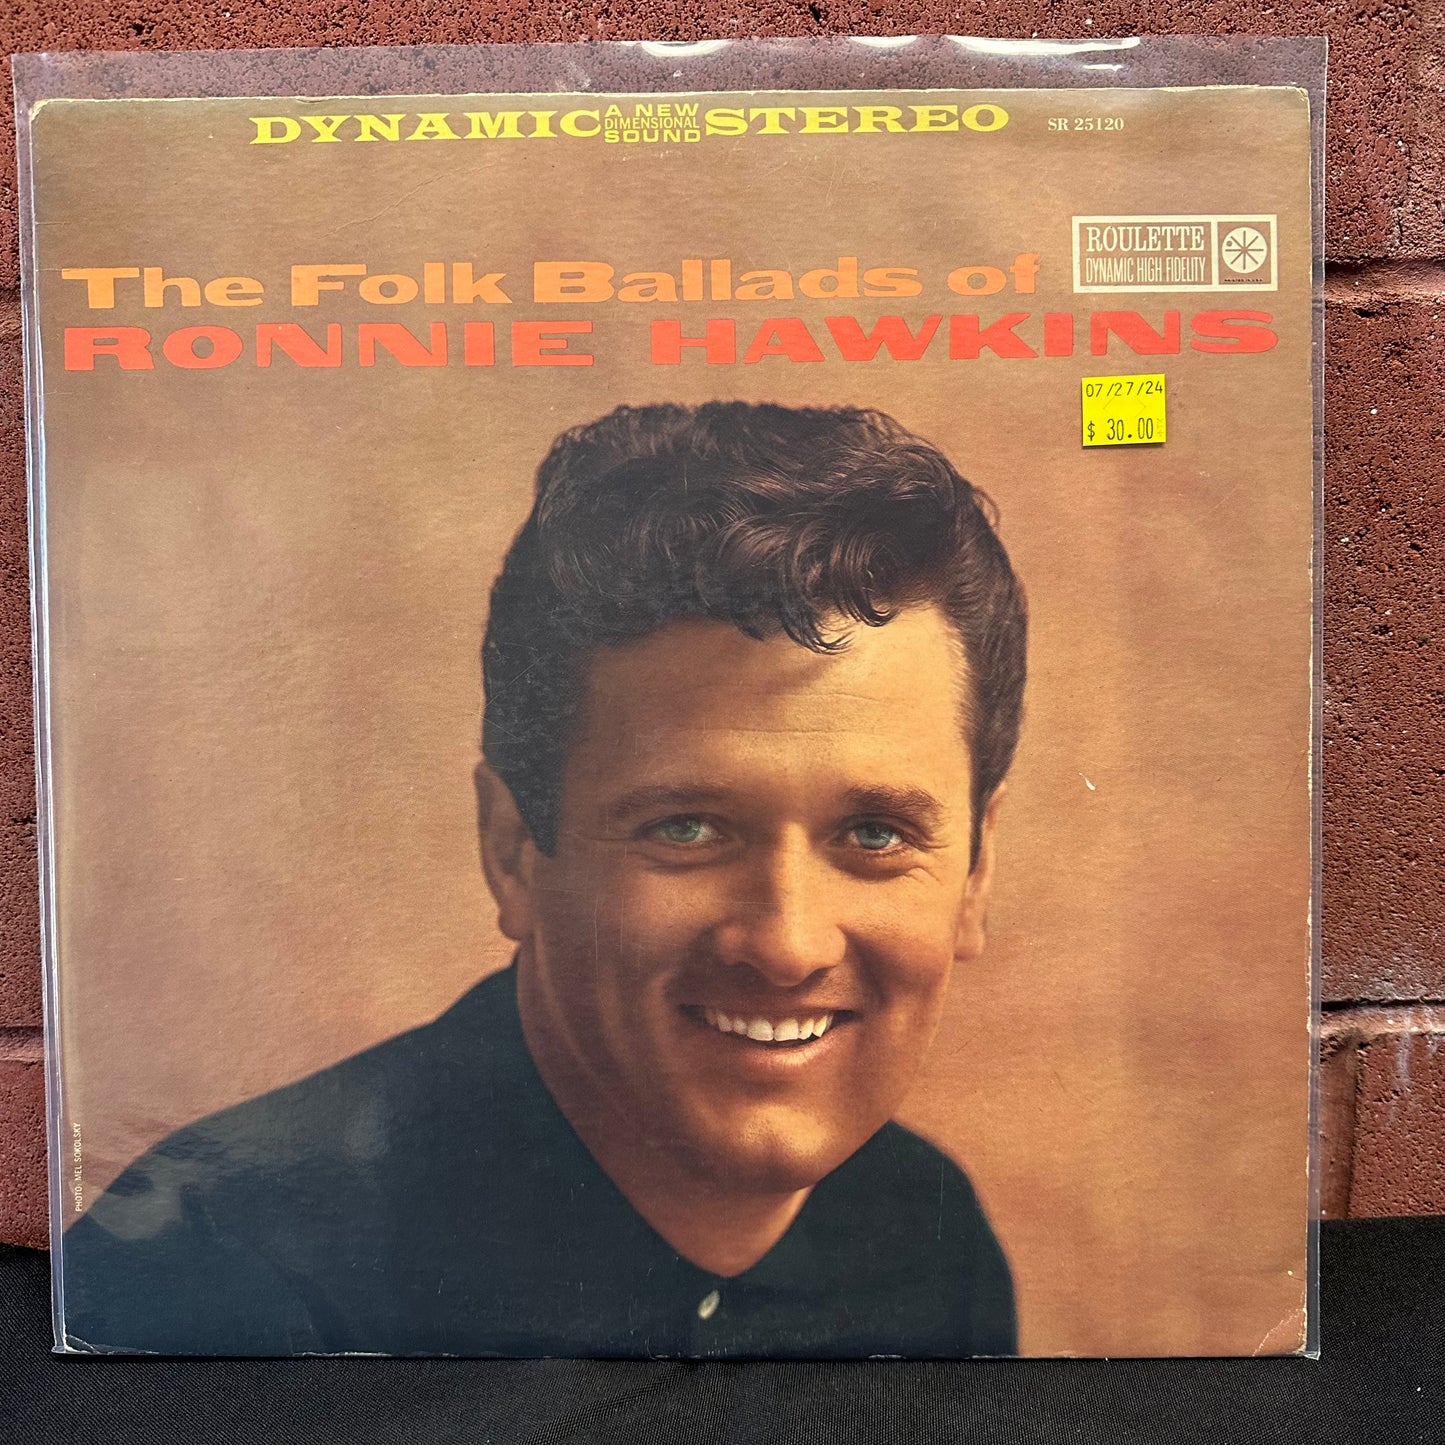 DYNAMIC A NEW DIMENSIONAL SOUND STEREO SR 25120
ROULETTE
DYNAMIC HIGH FIDELITY
The Folk Ballads of
RONNIE HAWKINS
07/27/24
$ 30.00
PHOTO: MEL SOKOLSKY